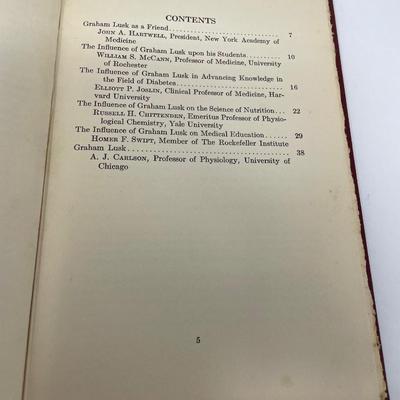 CONTENTS
Graham Lusk as a Friend........................................ 7
John A. Hartwell, President, New York Academy of
Medicine
The Influence of Graham Lusk upon his Students................ 10
William S. McCann, Professor of Medicine, University
of Rochester
The Influence of Graham Lusk in Advancing Knowledge in
the Field of Diabetes........................................ 16
Elliott P. Joslin, Clinical Professor of Medicine, Har-
vard University
The Influence of Graham Lusk on the Science of Nutrition.... 22
Russell H. Chittenden, Emeritus Professor of Physio-
logical Chemistry, Yale University
The Influence of Graham Lusk on Medical Education.......... 29
Homer F. Swift, Member of The Rockefeller Institute
Graham Lusk................................................. 38
A. J. Carlson, Professor of Physiology, University of
Chicago
5